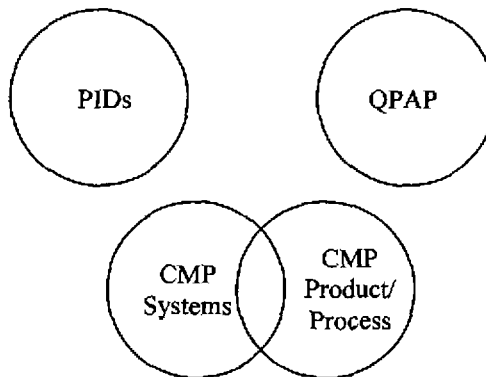 PIDs
QPAP
CMP
Systems
CMP
Product/
Process